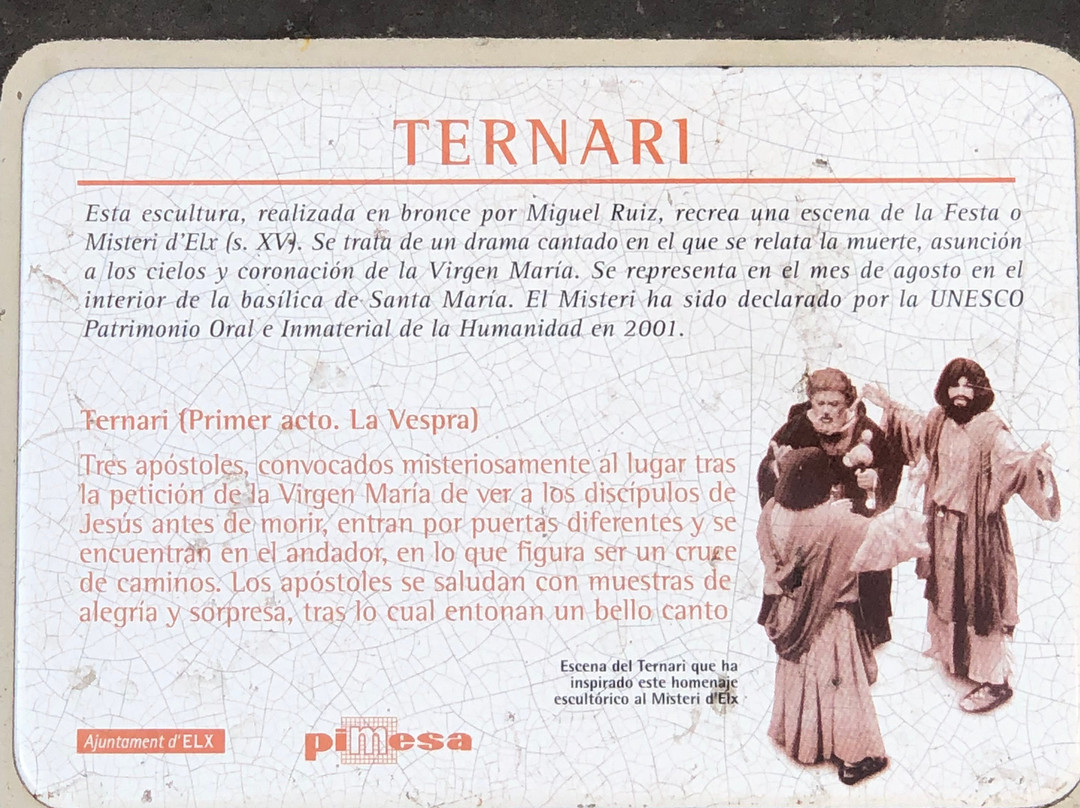 TERNARI
Esta escultura, realizada en bronce por Miguel Ruiz, recrea una escena de la Festa o
Misteri d'Elx (s. XV). Se trata de un drama cantado en el que se relata la muerte, asunción
a los cielos y coronación de la Virgen María. Se representa en el mes de agosto en el
interior de la basílica de Santa María. El Misteri ha sido declarado por la UNESCO
Patrimonio Oral e Inmaterial de la Humanidad en 2001.
Ternari (Primer acto. La Vespra)
Tres apóstoles, convocados misteriosamente al lugar tras
la petición de la Virgen María de ver a los discípulos de
Jesús antes de morir, entran por puertas diferentes y se
encuentran en el andador, en lo que figura ser un cruce
de caminos. Los apóstoles se saludan con muestras de
alegría y sorpresa, tras lo cual entonan un bello canto
Escena del Ternari que ha
inspirado este homenaje
escultórico al Misteri d'Elx
Ajuntament d'ELX
pimesa